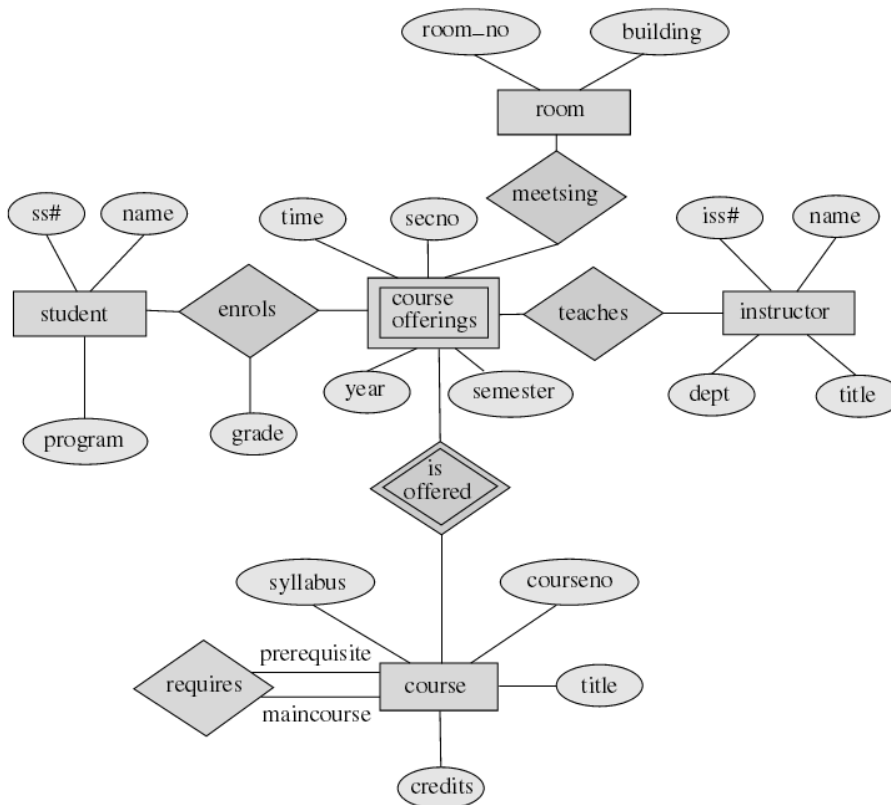 room_no
building
room
meetsing
ss#
name
time
secno
iss#
name
student
enrols
course
offerings
teaches
instructor
year
semester
dept
title
program
grade
is
offered
syllabus
courseno
prerequisite
requires
course
title
maincourse
credits